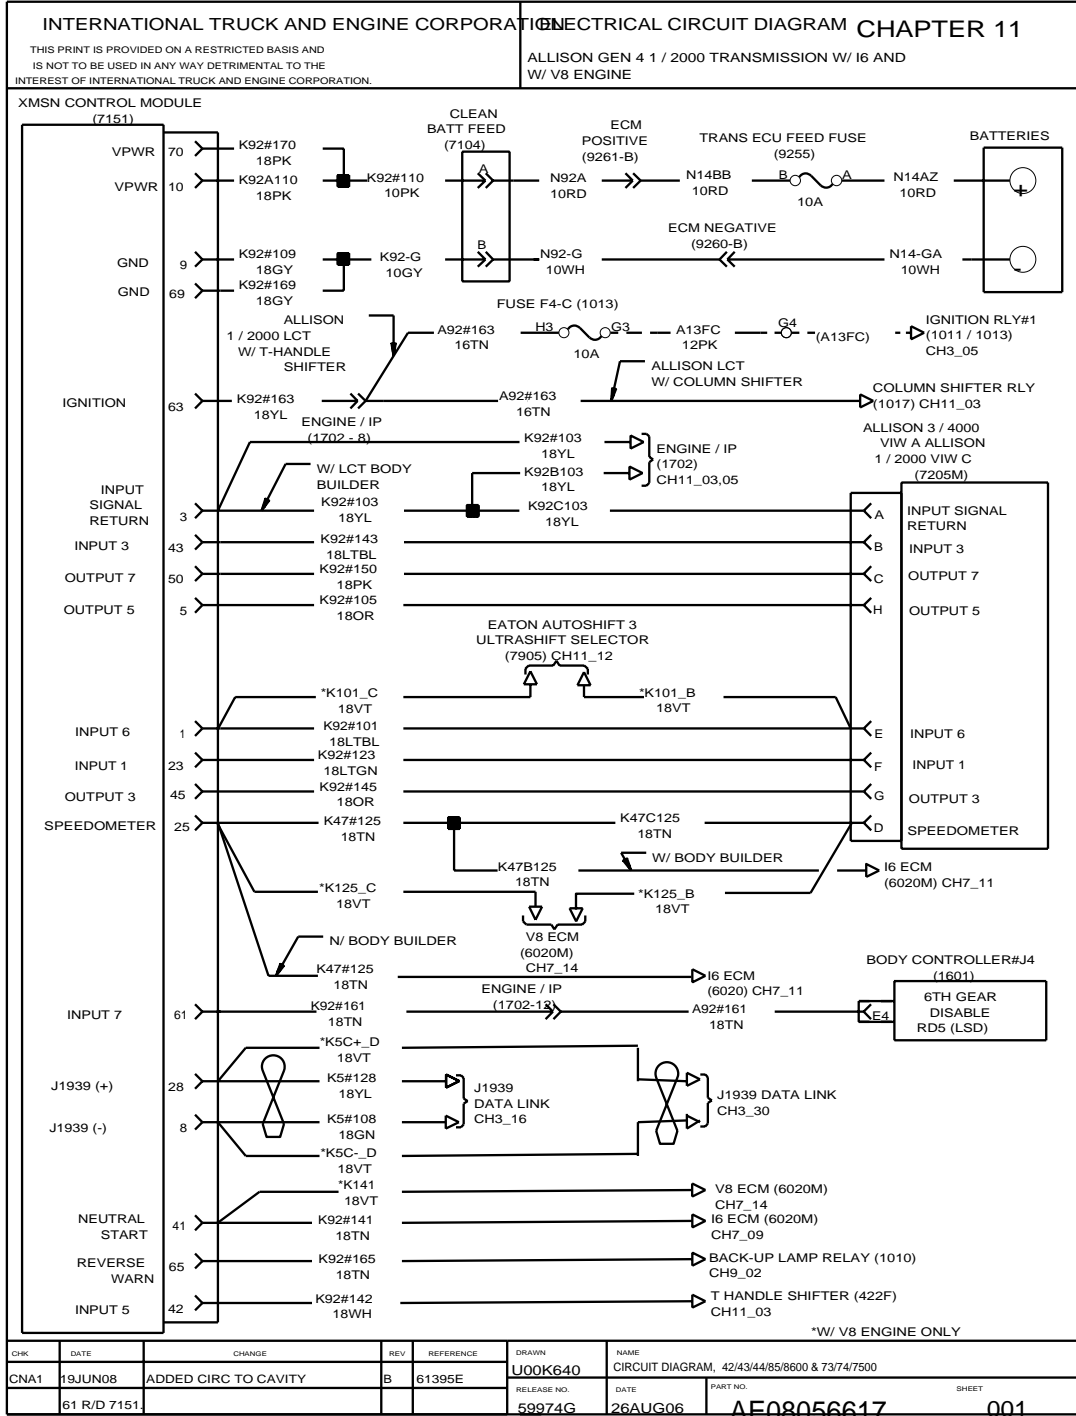 INTERNATIONAL TRUCK AND ENGINE CORPORATION
THIS PRINT IS PROVIDED ON A RESTRICTED BASIS AND
IS NOT TO BE USED IN ANY WAY DETRIMENTAL TO THE
INTEREST OF INTERNATIONAL TRUCK AND ENGINE CORPORATION.
ELECTRICAL CIRCUIT DIAGRAM CHAPTER 11
ALLISON GEN 4 1 / 2000 TRANSMISSION W/ I6 AND
W/ V8 ENGINE
XMSN CONTROL MODULE
(7151)
CLEAN
BATT FEED
(7104)
ECM
POSITIVE
(9261-B)
TRANS ECU FEED FUSE
(9255)
BATTERIES
VPWR 70 K92#170
18PK
VPWR 10 K92A110
18PK
K92#110
10PK
A
N92A
10RD
N14BB
10RD
B A
10A
N14AZ
10RD
+
ECM NEGATIVE
(9260-B)
GND 9 K92#109
18GY
K92-G
10GY
B
N92-G
10WH
N14-GA
10WH
-
GND 69 K92#169
18GY
FUSE F4-C (1013)
ALLISON
1 / 2000 LCT
W/ T-HANDLE
SHIFTER
A92#163
16TN
H3 G3
10A
A13FC
12PK
G4
(A13FC)
IGNITION RLY#1
(1011 / 1013)
CH3_05
ALLISON LCT
W/ COLUMN SHIFTER
IGNITION 63 K92#163
18YL
A92#163
16TN
COLUMN SHIFTER RLY
(1017) CH11_03
ENGINE / IP
(1702 - 8)
ALLISON 3 / 4000
VIW A ALLISON
1 / 2000 VIW C
(7205M)
K92#103
18YL
K92B103
18YL
ENGINE / IP
(1702)
CH11_03,05
W/ LCT BODY
BUILDER
INPUT
SIGNAL
RETURN 3 K92#103
18YL
K92C103
18YL
A INPUT SIGNAL
RETURN
INPUT 3 43 K92#143
18LTBL
B INPUT 3
OUTPUT 7 50 K92#150
18PK
C OUTPUT 7
OUTPUT 5 5 K92#105
18OR
H OUTPUT 5
EATON AUTOSHIFT 3
ULTRASHIFT SELECTOR
(7905) CH11_12
*K101_C
18VT
*K101_B
18VT
INPUT 6 1 K92#101
18LTBL
E INPUT 6
INPUT 1 23 K92#123
18LTGN
F INPUT 1
OUTPUT 3 45 K92#145
18OR
G OUTPUT 3
SPEEDOMETER 25 K47#125
18TN
K47C125
18TN
D SPEEDOMETER
W/ BODY BUILDER
K47B125
18TN
I6 ECM
(6020M) CH7_11
*K125_C
18VT
*K125_B
18VT
V8 ECM
(6020M)
CH7_14
N/ BODY BUILDER
K47#125
18TN
I6 ECM
(6020) CH7_11
BODY CONTROLLER#J4
(1601)
ENGINE / IP
(1702-12)
INPUT 7 61 K92#161
18TN
A92#161
18TN
E4
6TH GEAR
DISABLE
RD5 (LSD)
*K5C+_D
18VT
J1939 (+) 28 K5#128
18YL
J1939
DATA LINK
CH3_16
J1939 DATA LINK
CH3_30
J1939 (-) 8 K5#108
18GN
*K5C-_D
18VT
*K141
18VT
V8 ECM (6020M)
CH7_14
NEUTRAL
START 41 K92#141
18TN
I6 ECM (6020M)
CH7_09
REVERSE
WARN 65 K92#165
18TN
BACK-UP LAMP RELAY (1010)
CH9_02
INPUT 5 42 K92#142
18WH
T HANDLE SHIFTER (422F)
CH11_03
*W/ V8 ENGINE ONLY
CHK DATE CHANGE REV REFERENCE
CNA1 19JUN08 ADDED CIRC TO CAVITY B 61395E
61 R/D 7151.
DRAWN
U00K640
NAME
CIRCUIT DIAGRAM, 42/43/44/85/8600 & 73/74/7500
RELEASE NO.
59974G
DATE
26AUG06
PART NO.
AE08056617
SHEET
001